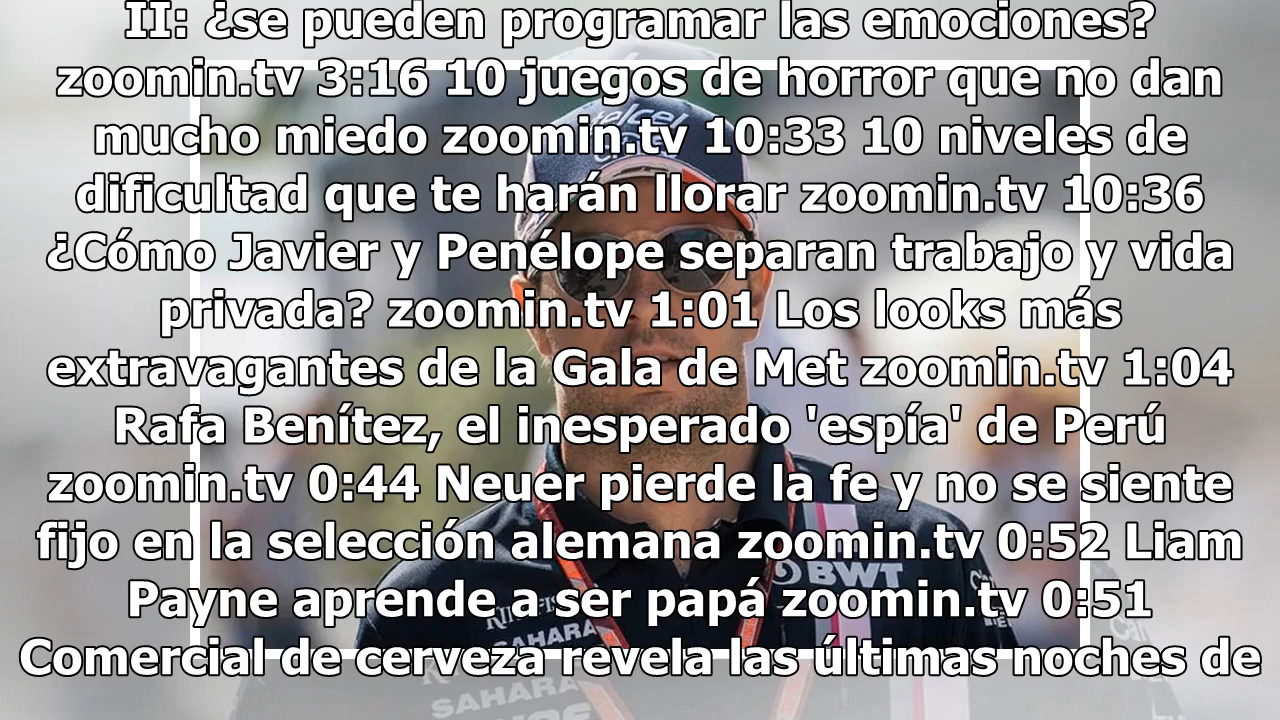 II: ¿se pueden programar las emociones?
zoomin.tv 3:16 10 juegos de horror que no dan
mucho miedo zoomin.tv 10:33 10 niveles de
dificultad que te harán llorar zoomin.tv 10:36
¿Cómo Javier y Penélope separan trabajo y vida
privada? zoomin.tv 1:01 Los looks más
extravagantes de la Gala de Met zoomin.tv 1:04
Rafa Benítez, el inesperado 'espía' de Perú
zoomin.tv 0:44 Neuer pierde la fe y no se siente
fijo en la selección alemana zoomin.tv 0:52 Liam
Payne aprende a ser papá zoomin.tv 0:51
Comercial de cerveza revela las últimas noches de
telcel
BWT
SAHARA
SAHARA